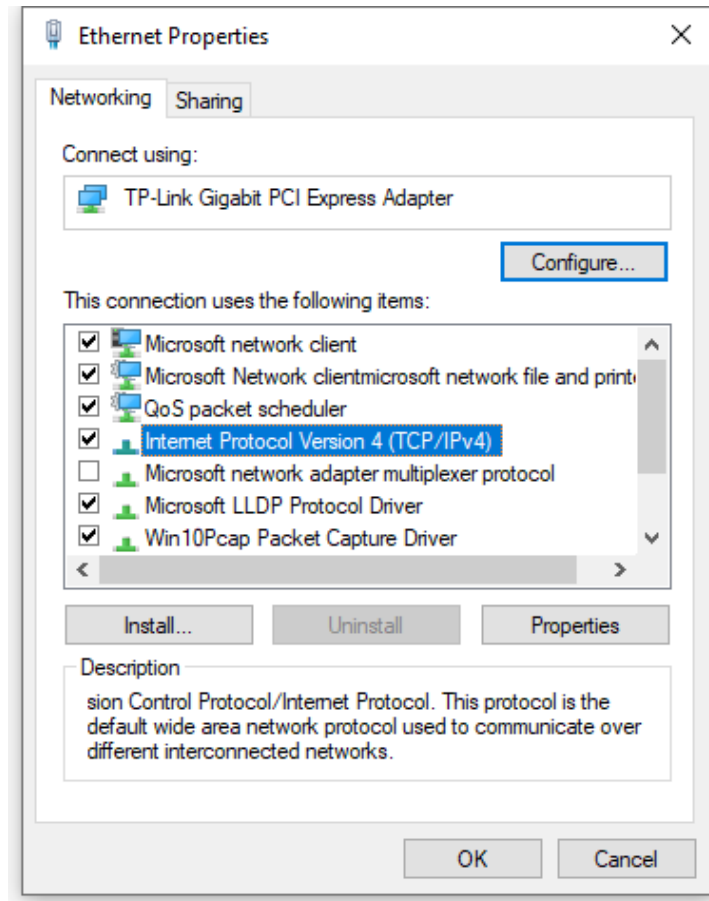 Ethernet Properties
Networking
Sharing
Connect using:
TP-Link Gigabit PCI Express Adapter
Configure...
This connection uses the following items:
Microsoft network client
Microsoft Network clientmicrosoft network file and printe
QoS packet scheduler
Internet Protocol Version 4 (TCP/IPv4)
Microsoft network adapter multiplexer protocol
Microsoft LLDP Protocol Driver
Win10Pcap Packet Capture Driver
Install...
Uninstall
Properties
Description
sion Control Protocol/Internet Protocol. This protocol is the
default wide area network protocol used to communicate over
different interconnected networks.
OK
Cancel